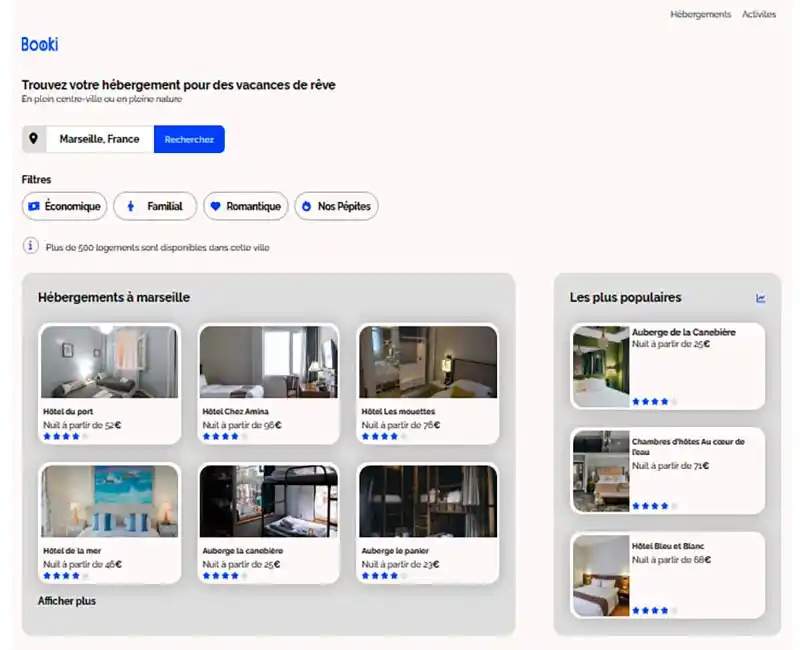 Hébergements Activites
Booki
Trouvez votre hébergement pour des vacances de rêve
En plein centre-ville ou en pleine nature
Marseille, France Recherchez
Filtres
Économique Familial Romantique Nos Pépites
Plus de 500 logements sont disponibles dans cette ville
Hébergements à marseille
Hôtel du port Hôtel Chez Amina Hôtel Les mouettes
Nuit à partir de 52€ Nuit à partir de 96€ Nuit à partir de 76€
Hôtel de la mer Auberge la canebière Auberge le panier
Nuit à partir de 46€ Nuit à partir de 25€ Nuit à partir de 23€
Afficher plus
Les plus populaires
Auberge de la Canebière
Nuit à partir de 25€
Chambres d'hôtes Au cœur de
l'eau
Nuit à partir de 71€
Hôtel Bleu et Blanc
Nuit à partir de 68€